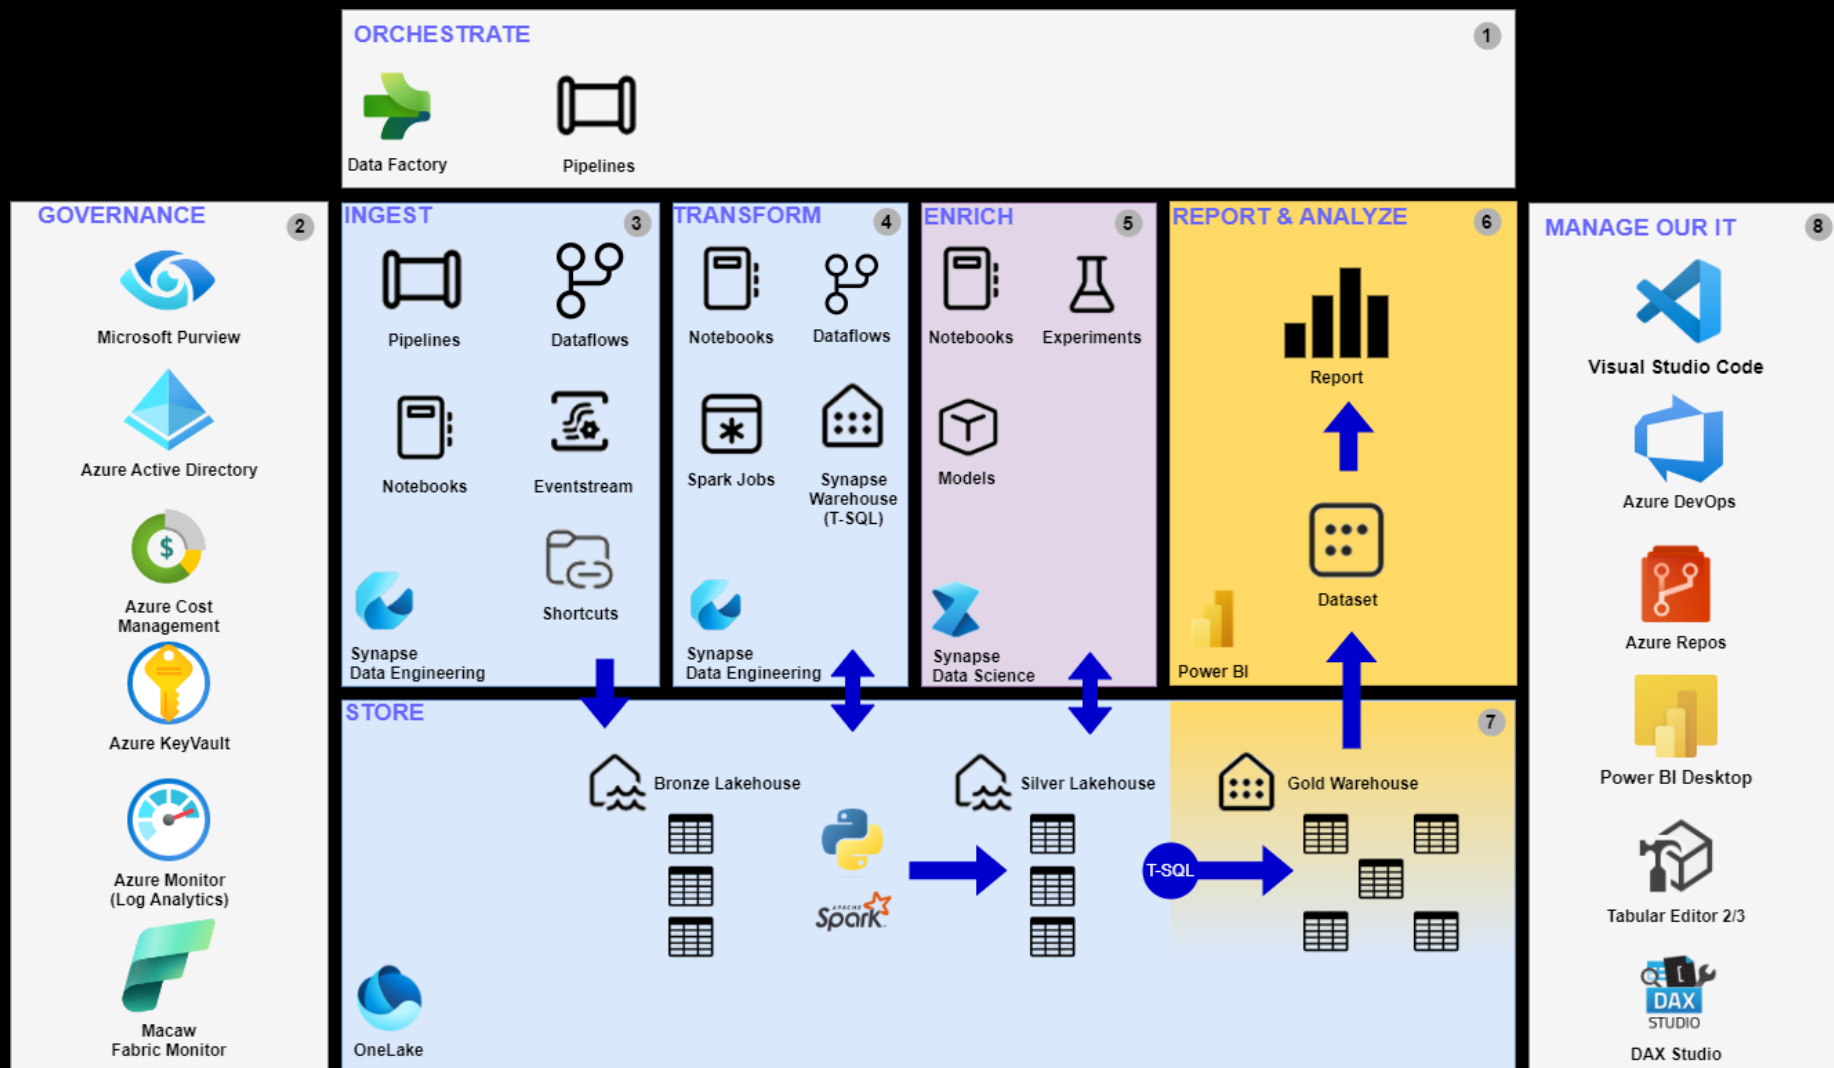 ORCHESTRATE
1
Data Factory
Pipelines
GOVERNANCE
2
Microsoft Purview
Azure Active Directory
$
Azure Cost
Management
Azure KeyVault
Azure Monitor
(Log Analytics)
Macaw
Fabric Monitor
INGEST
3
Pipelines
Dataflows
Notebooks
Eventstream
Shortcuts
Synapse
Data Engineering
TRANSFORM
4
Notebooks
Dataflows
Spark Jobs
Synapse
Warehouse
(T-SQL)
Synapse
Data Engineering
ENRICH
5
Notebooks
Experiments
Models
Synapse
Data Science
REPORT & ANALYZE
6
Report
Dataset
Power BI
STORE
7
Bronze Lakehouse
APACHE
Spark
Silver Lakehouse
T-SQL
Gold Warehouse
OneLake
MANAGE OUR IT
8
Visual Studio Code
Azure DevOps
Azure Repos
Power BI Desktop
Tabular Editor 2/3
DAX
STUDIO
DAX Studio